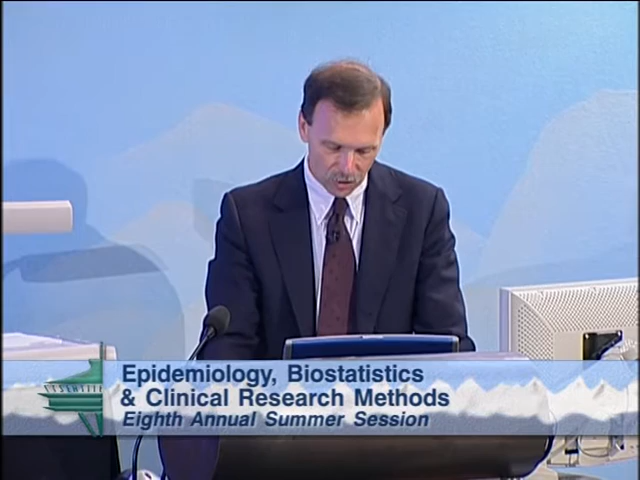 Epidemiology, Biostatistics
& Clinical Research Methods
Eighth Annual Summer Session